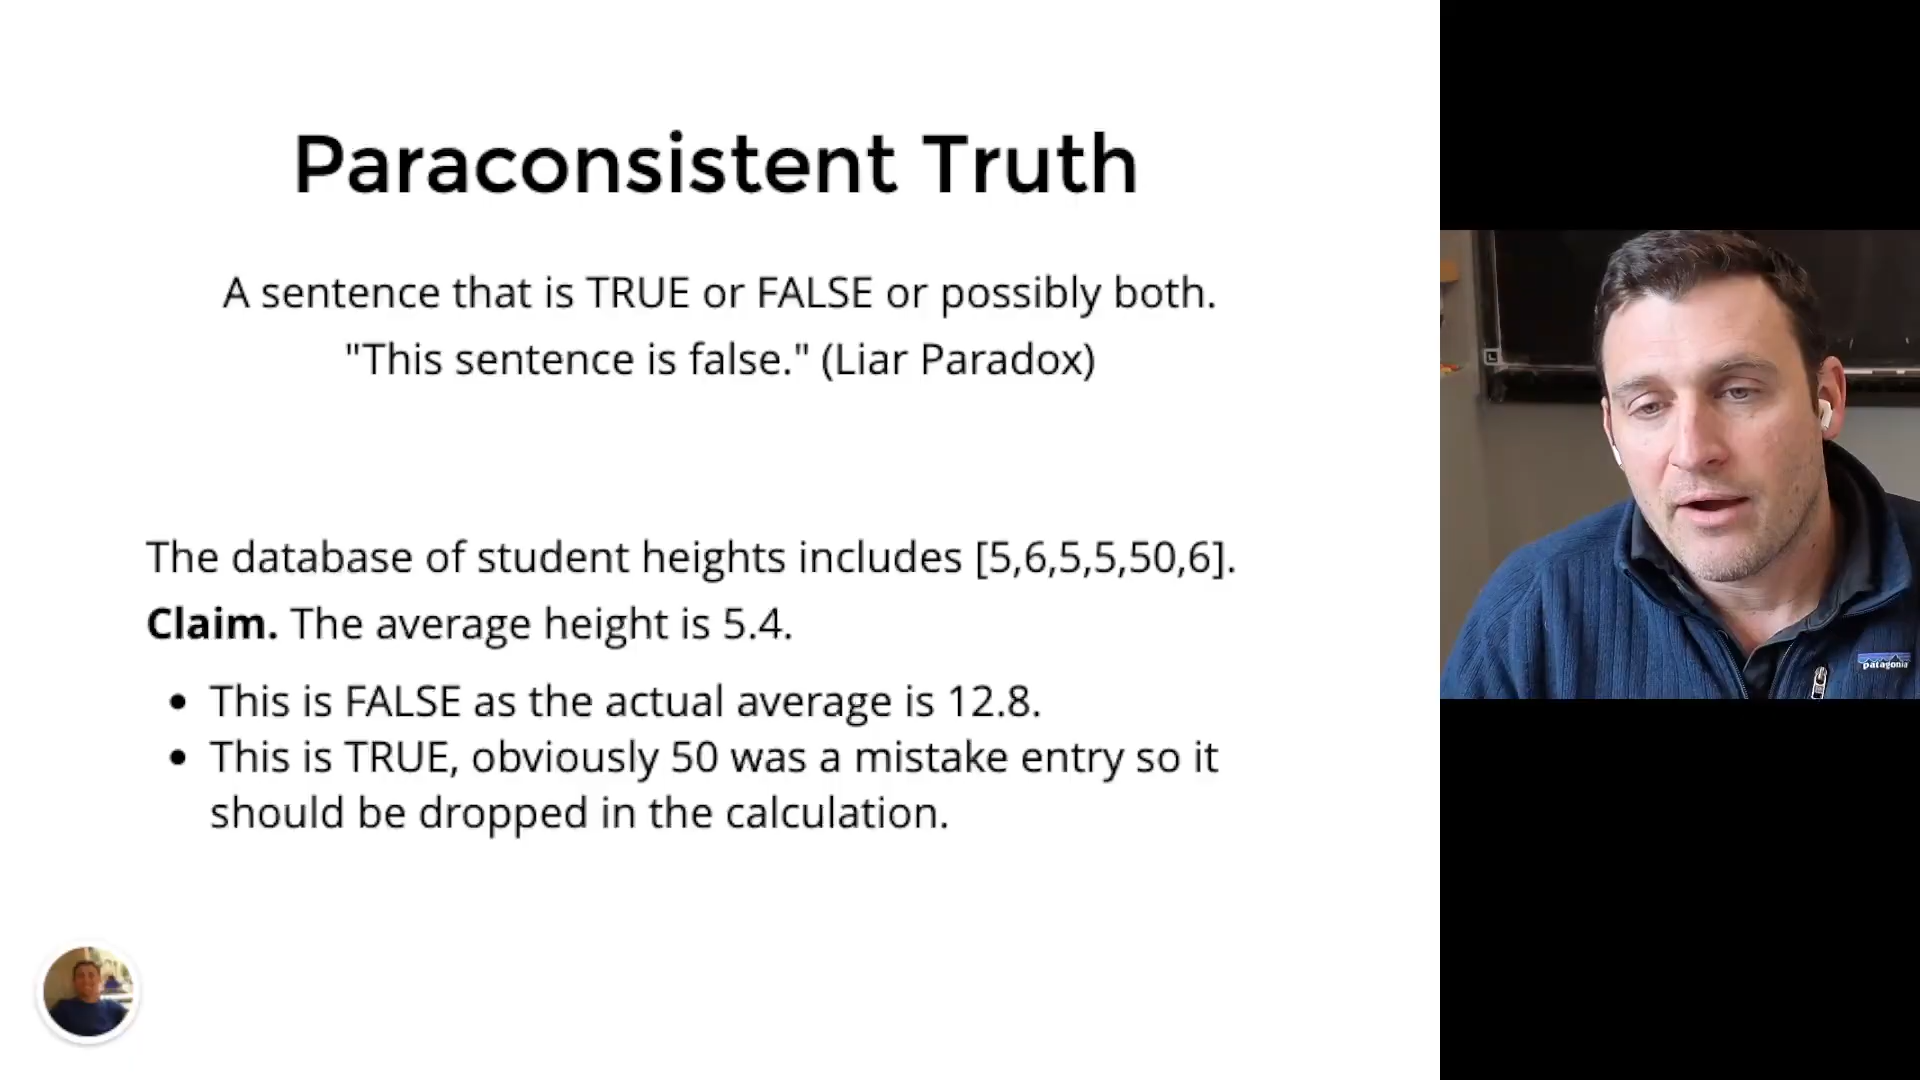 Paraconsistent Truth
A sentence that is TRUE or FALSE or possibly both.
"This sentence is false." (Liar Paradox)
The database of student heights includes [5,6,5,5,50,6].
Claim. The average height is 5.4.
• This is FALSE as the actual average is 12.8.
• This is TRUE, obviously 50 was a mistake entry so it
should be dropped in the calculation.
patagonia